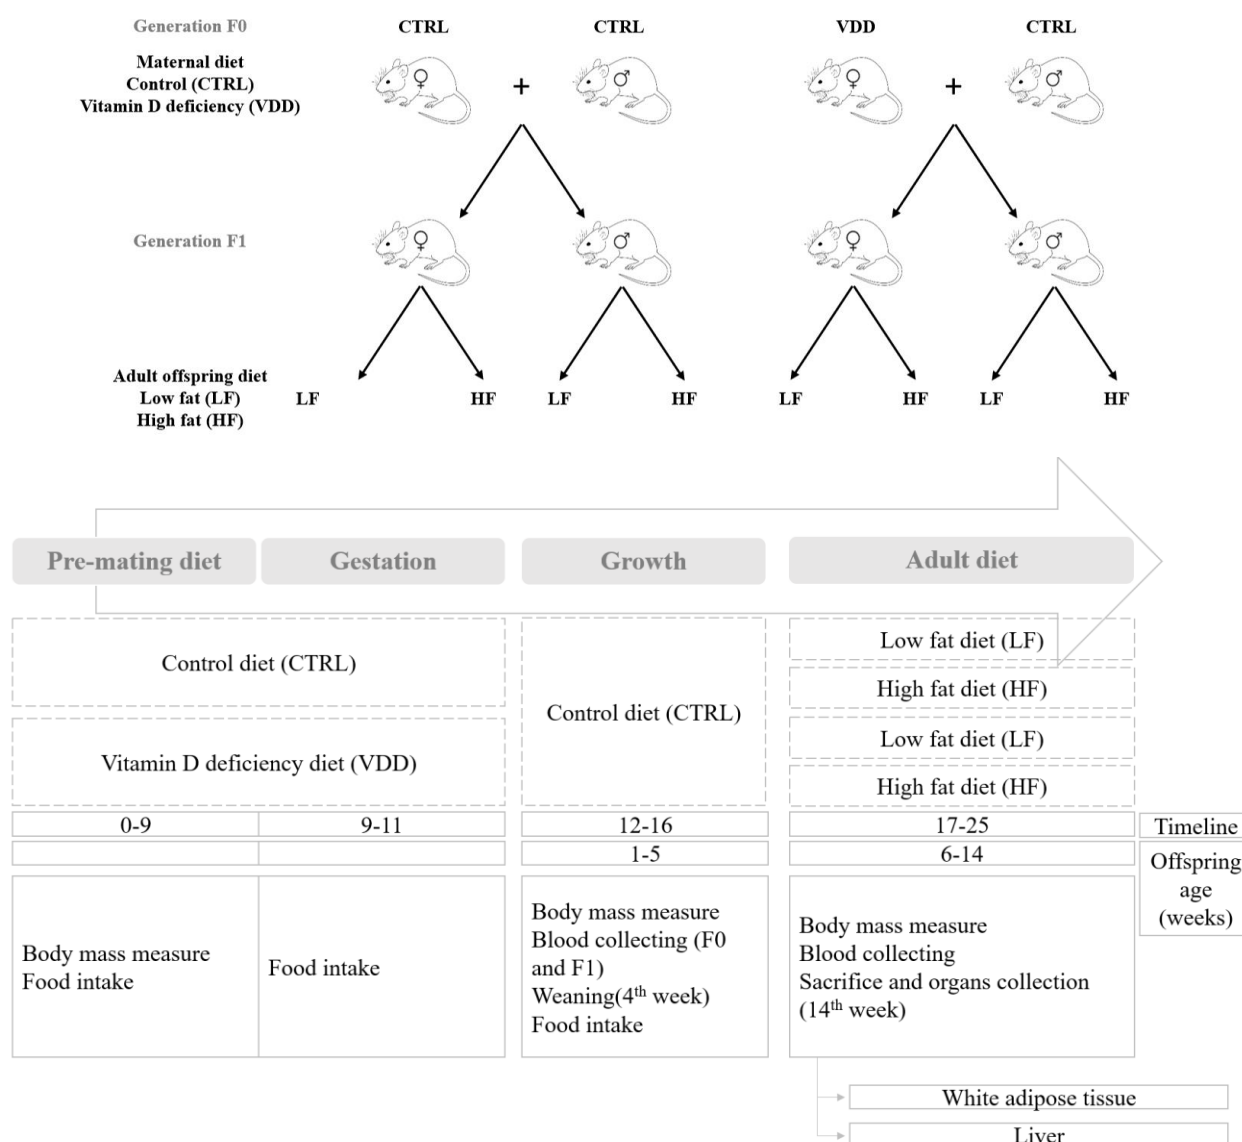 Generation F0
CTRL
CTRL
VDD
CTRL
Maternal diet
Control (CTRL)
Vitamin D deficiency (VDD)
♀
+
♂
♀
+
♂
Generation F1
♀
♂
♀
♂
Adult offspring diet
Low fat (LF)
High fat (HF)
LF
HF
LF
HF
LF
HF
LF
HF
Pre-mating diet
Gestation
Growth
Adult diet
Control diet (CTRL)
Vitamin D deficiency diet (VDD)
Control diet (CTRL)
Low fat diet (LF)
High fat diet (HF)
Low fat diet (LF)
High fat diet (HF)
0-9
9-11
12-16
17-25
Timeline
1-5
6-14
Offspring
age
(weeks)
Body mass measure
Food intake
Food intake
Body mass measure
Blood collecting (F0
and F1)
Weaning(4th week)
Food intake
Body mass measure
Blood collecting
Sacrifice and organs collection
(14th week)
White adipose tissue
Liver